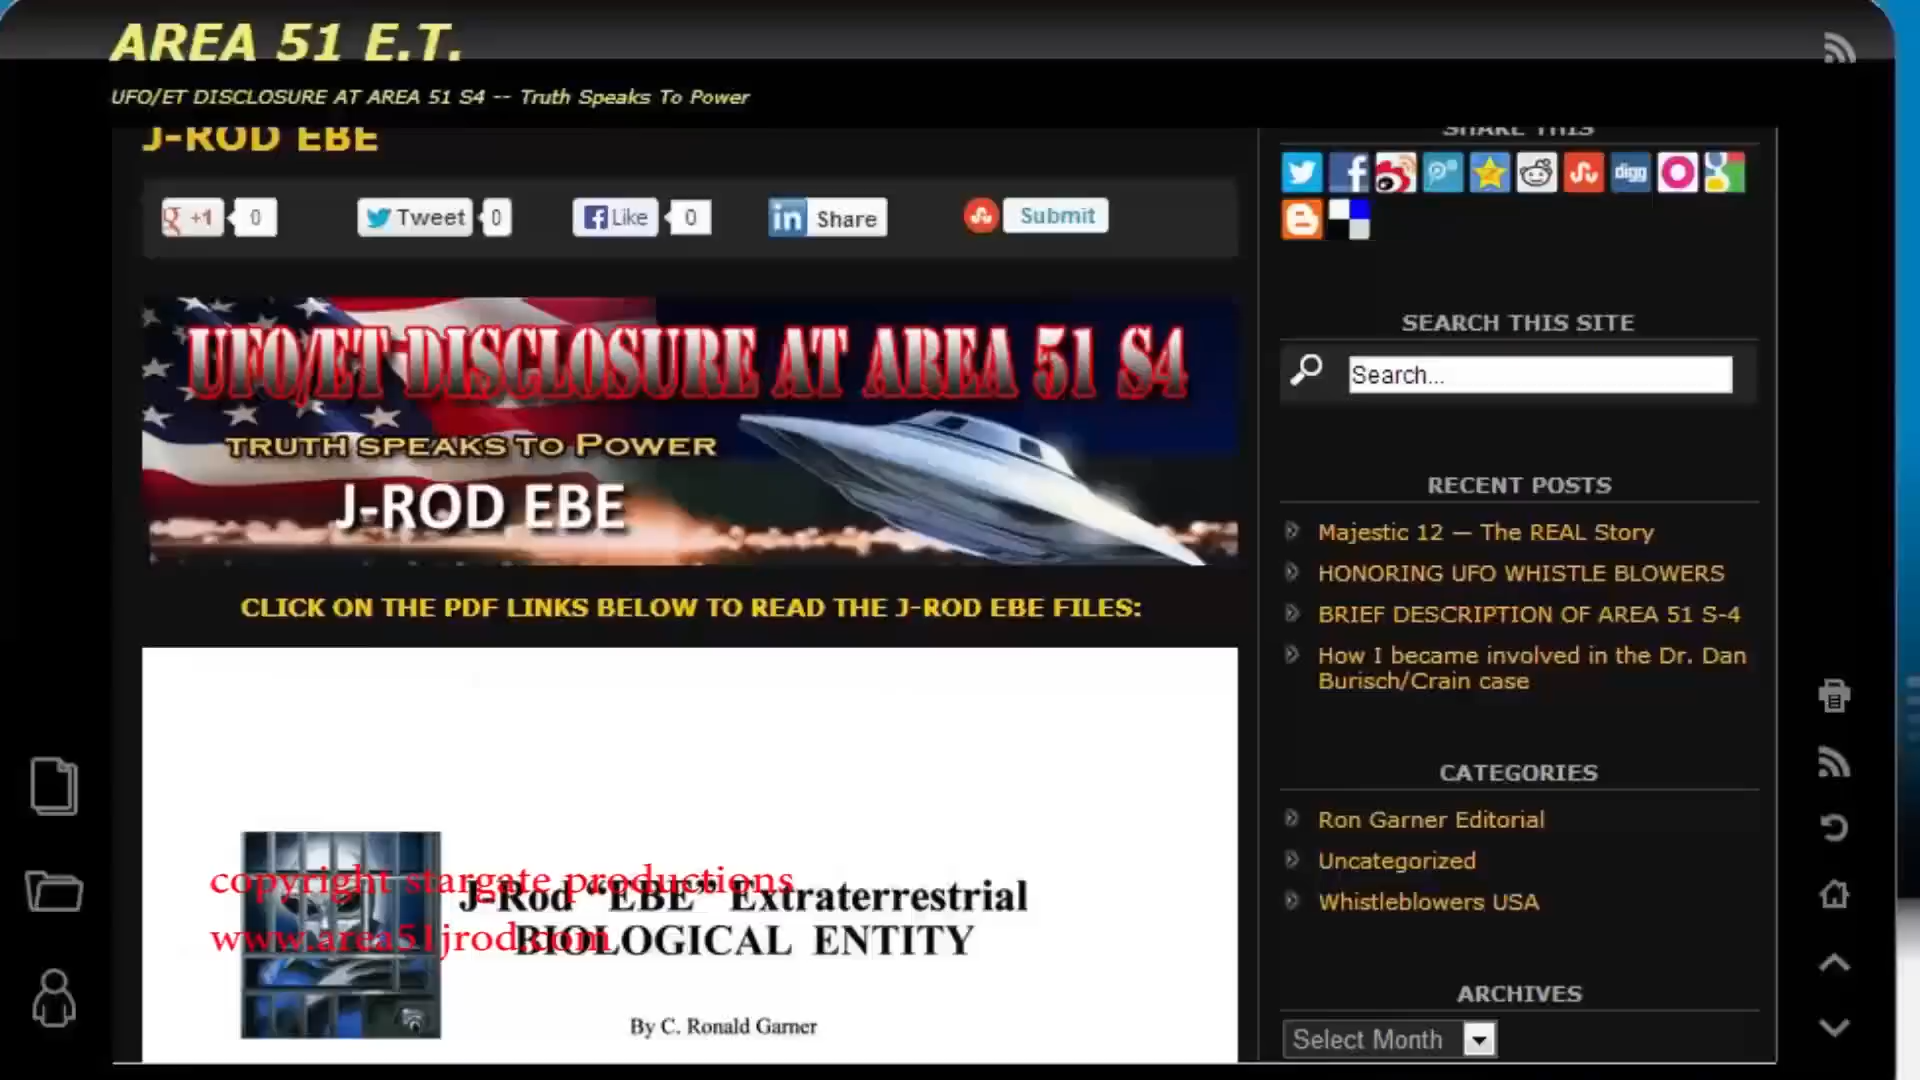 AREA 51 E.T.
UFO/ET DISCLOSURE AT AREA 51 S4 -- Truth Speaks To Power
J-ROD EBE
+1 0
Tweet 0
Like 0
in Share
Submit
UFO/ET DISCLOSURE AT AREA 51 S4
TRUTH SPEAKS TO POWER
J-ROD EBE
CLICK ON THE PDF LINKS BELOW TO READ THE J-ROD EBE FILES:
copyright stargate productions
J-Rod “EBE” Extraterrestrial
www.area51jrod.com
BIOLOGICAL ENTITY
By C. Ronald Garner
SHARE THIS
digg
SEARCH THIS SITE
Search...
RECENT POSTS
Majestic 12 — The REAL Story
HONORING UFO WHISTLE BLOWERS
BRIEF DESCRIPTION OF AREA 51 S-4
How I became involved in the Dr. Dan
Burisch/Crain case
CATEGORIES
Ron Garner Editorial
Uncategorized
Whistleblowers USA
ARCHIVES
Select Month